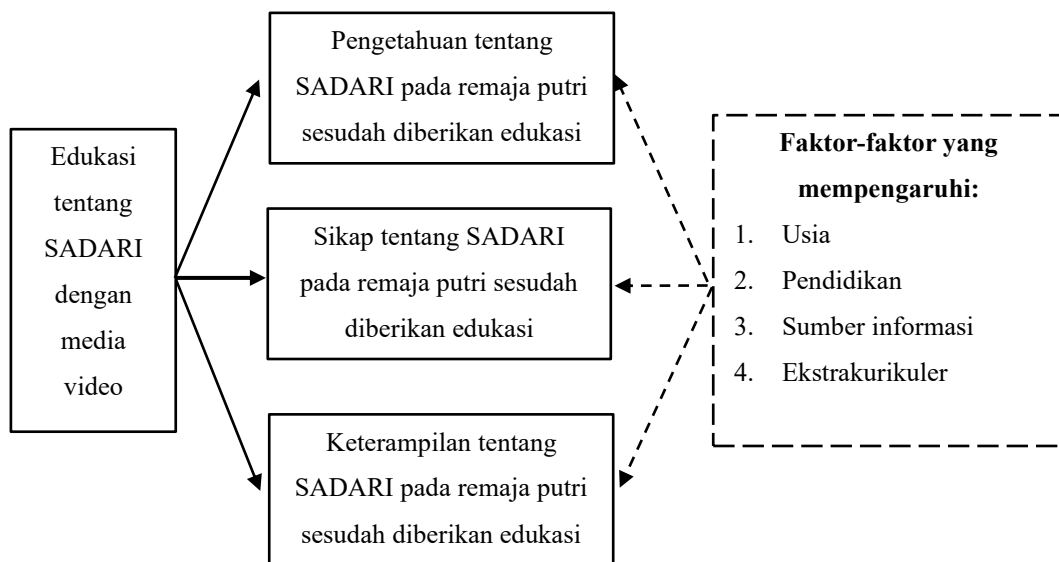 Edukasi
tentang
SADARI
dengan
media
video
Pengetahuan tentang
SADARI pada remaja putri
sesudah diberikan edukasi
Sikap tentang SADARI
pada remaja putri sesudah
diberikan edukasi
Keterampilan tentang
SADARI pada remaja putri
sesudah diberikan edukasi
Faktor-faktor yang
mempengaruhi:
1. Usia
2. Pendidikan
3. Sumber informasi
4. Ekstrakurikuler